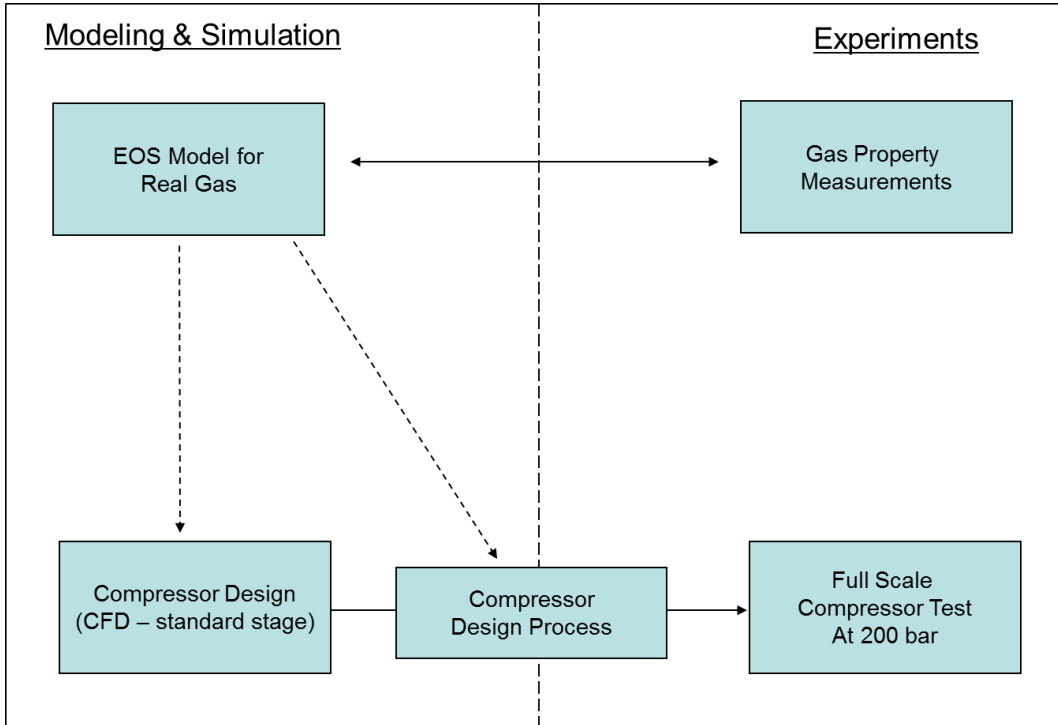 Modeling & Simulation
Experiments
EOS Model for
Real Gas
Gas Property
Measurements
Compressor Design
(CFD – standard stage)
Compressor
Design Process
Full Scale
Compressor Test
At 200 bar